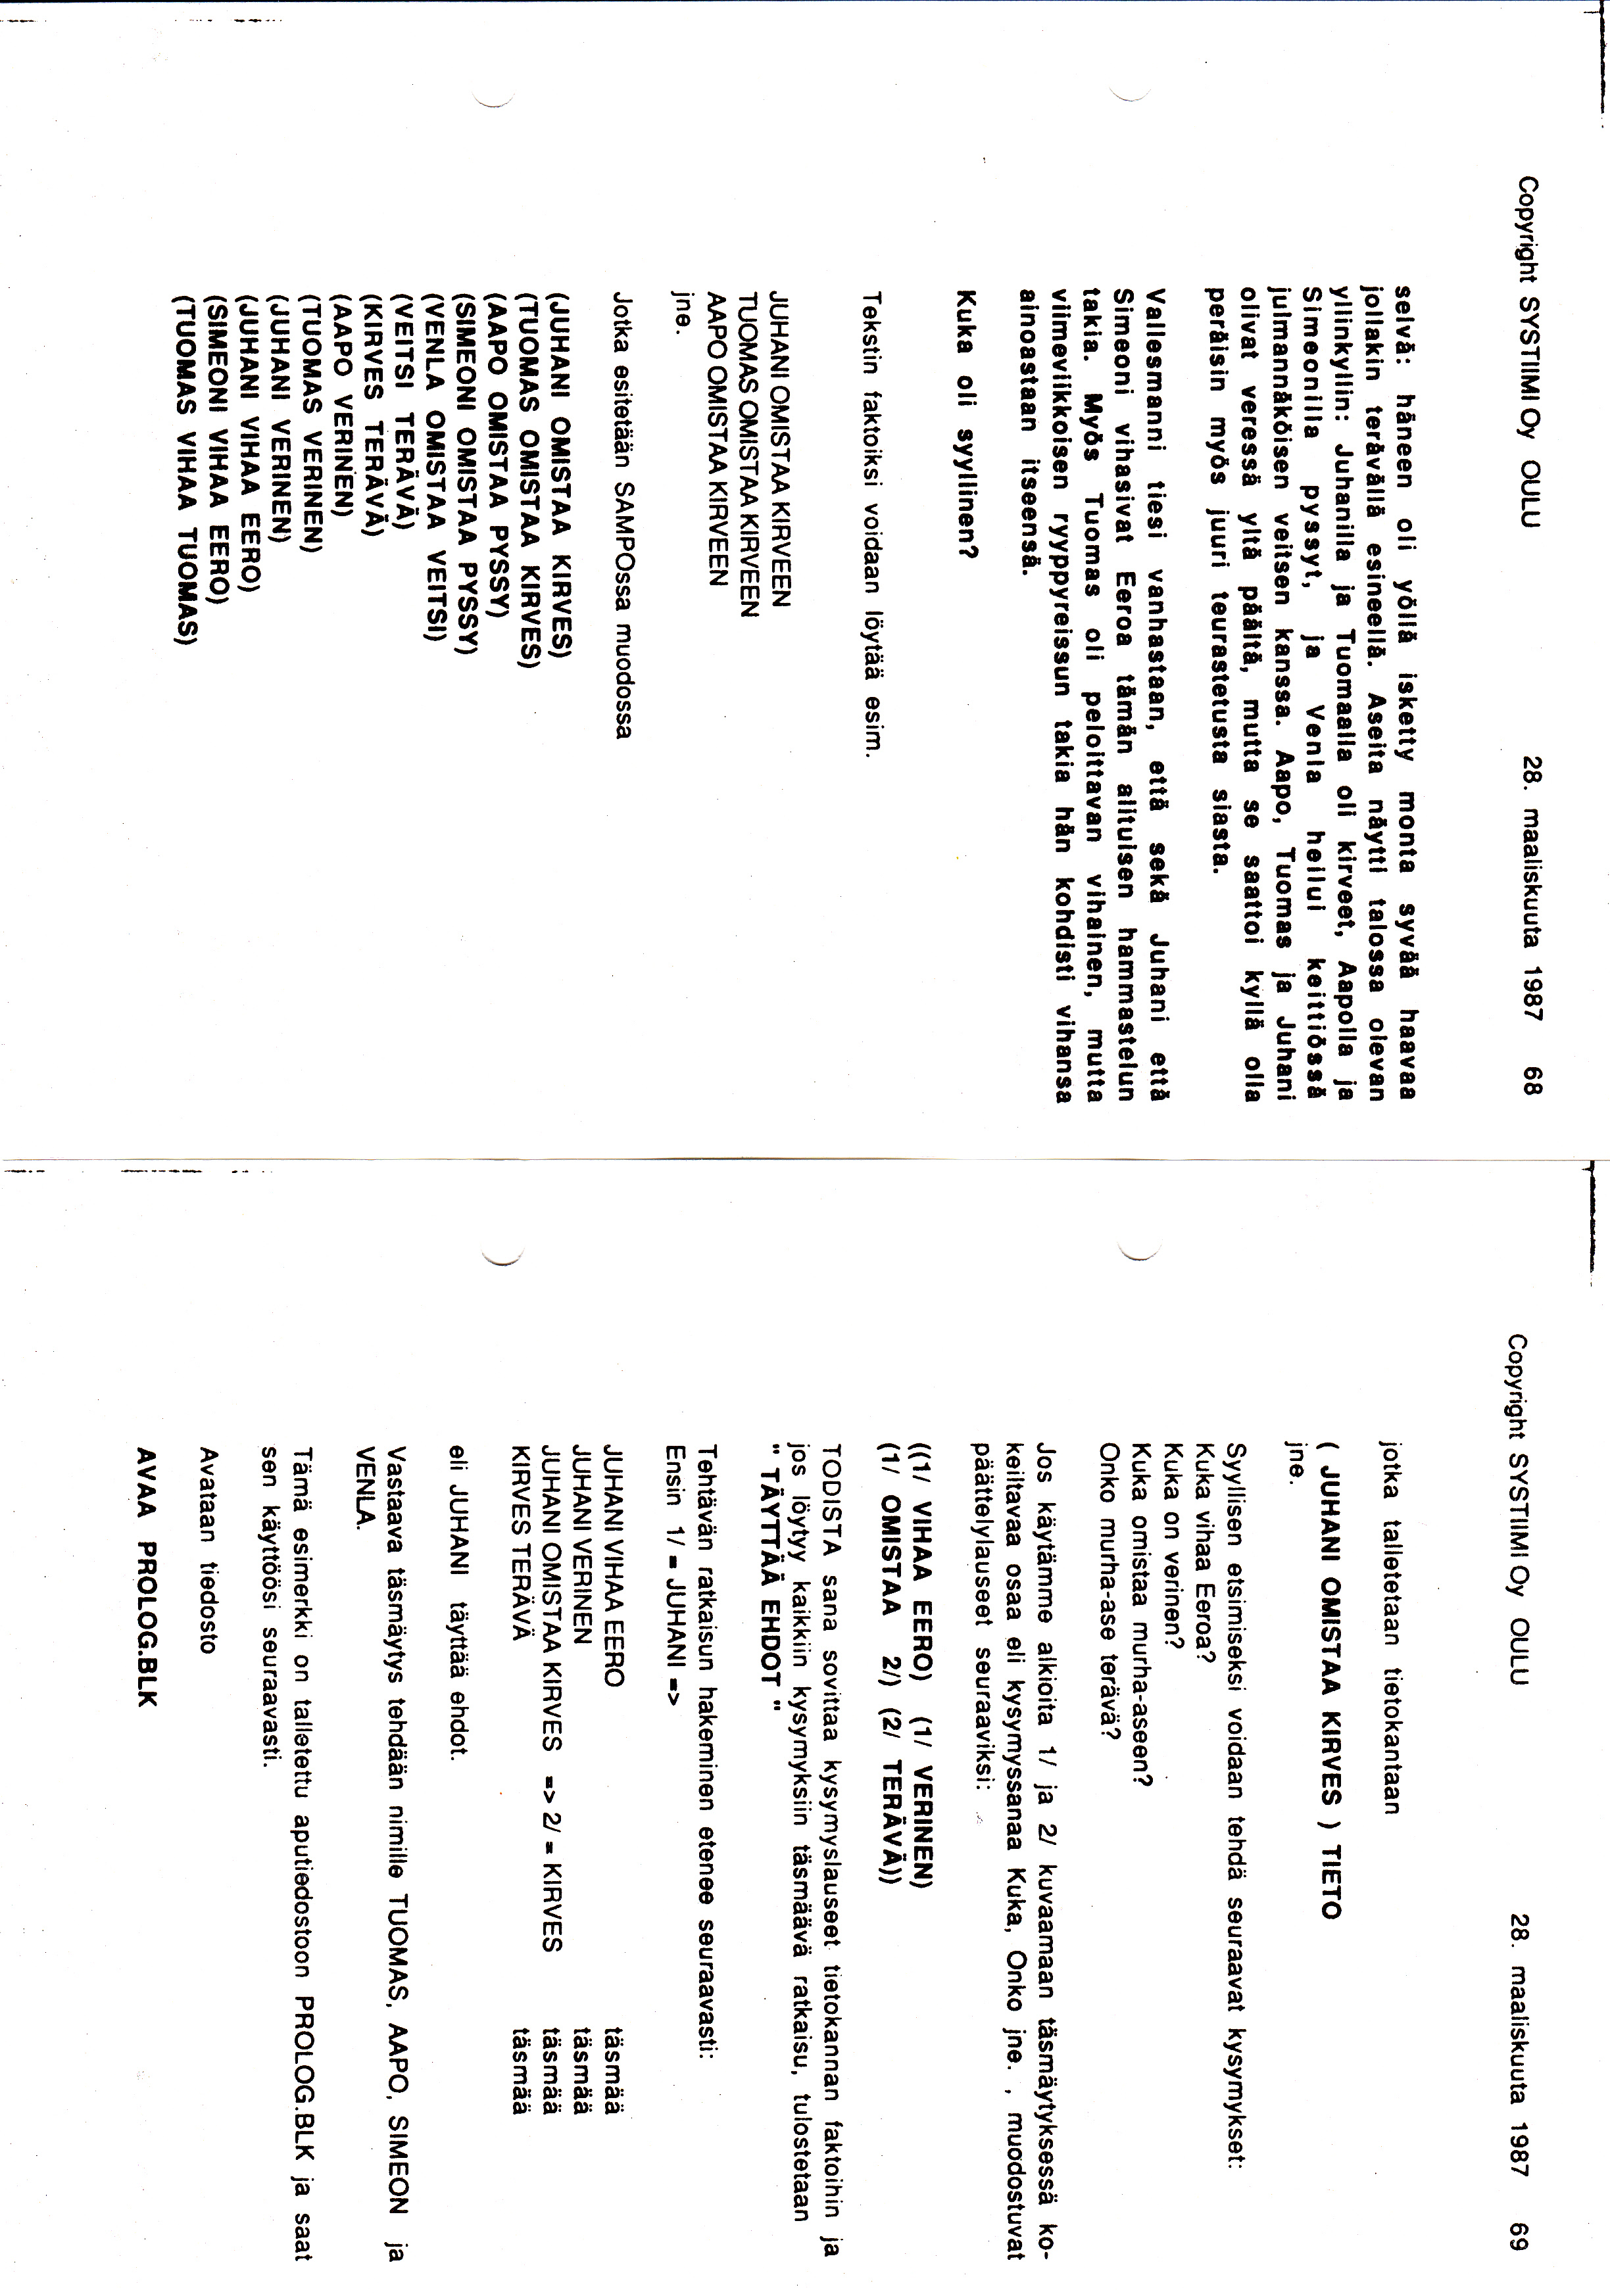 Copyright SYSTIIMI Oy OULU 28. maaliskuuta 1987 68
selvä: häneen oli yöllä isketty monta syvää haavaa
jollakin terävällä esineellä. Aseita näytti talossa olevan
yllinkyllin: Juhanilla ja Tuomaalla oli kirveet, Aapolla ja
Simeonilla pyssyt, ja Venla heilui keittiössä
julmannäköisen veitsen kanssa. Aapo, Tuomas ja Juhani
olivat veressä yltä päältä, mutta se saattoi kyllä olla
peräisin myös juuri teurastetusta siasta.
Vallesmanni tiesi vanhastaan, että sekä Juhani että
Simeoni vihasivat Eeroa tämän alituisen hammastelun
takia. Myös Tuomas oli peloittavan vihainen, mutta
viimeviikkoisen ryyppyreissun takia hän kohdisti vihansa
ainoastaan itseensä.
Kuka oli syyllinen?
Tekstin faktoiksi voidaan löytää esim.
JUHANI OMISTAA KIRVEEN
TUOMAS OMISTAA KIRVEEN
AAPO OMISTAA KIRVEEN
jne.
Jotka esitetään SAMPOssa muodossa
(JUHANI OMISTAA KIRVES)
(TUOMAS OMISTAA KIRVES)
(AAPO OMISTAA PYSSY)
(SIMEONI OMISTAA PYSSY)
(VENLA OMISTAA VEITSI)
(VEITSI TERÄVÄ)
(KIRVES TERÄVÄ)
(AAPO VERINEN)
(TUOMAS VERINEN)
(JUHANI VERINEN)
(JUHANI VIHAA EERO)
(SIMEONI VIHAA EERO)
(TUOMAS VIHAA TUOMAS)
Copyright SYSTIIMI Oy OULU 28. maaliskuuta 1987 69
jotka talletetaan tietokantaan
( JUHANI OMISTAA KIRVES ) TIETO
jne.
Syyllisen etsimiseksi voidaan tehdä seuraavat kysymykset:
Kuka vihaa Eeroa?
Kuka on verinen?
Kuka omistaa murha-aseen?
Onko murha-ase terävä?
Jos käytämme alkioita 1/ ja 2/ kuvaamaan täsmäytyksessä ko-
keiltavaa osaa eli kysymyssanaa Kuka, Onko jne. , muodostuvat
päättelylauseet seuraaviksi:
((1/ VIHAA EERO) (1/ VERINEN)
(1/ OMISTAA 2/) (2/ TERÄVÄ))
TODISTA sana sovittaa kysymyslauseet tietokannan faktoihin ja
jos löytyy kaikkiin kysymyksiin täsmäävä ratkaisu, tulostetaan
" TÄYTTÄÄ EHDOT "
Tehtävän ratkaisun hakeminen etenee seuraavasti:
Ensin 1/ = JUHANI =>
JUHANI VIHAA EERO täsmää
JUHANI VERINEN täsmää
JUHANI OMISTAA KIRVES => 2/ = KIRVES täsmää
KIRVES TERÄVÄ täsmää
eli JUHANI täyttää ehdot.
Vastaava täsmäytys tehdään nimille TUOMAS, AAPO, SIMEON ja
VENLA.
Tämä esimerkki on talletettu aputiedostoon PROLOG.BLK ja saat
sen käyttöösi seuraavasti.
Avataan tiedosto
AVAA PROLOG.BLK